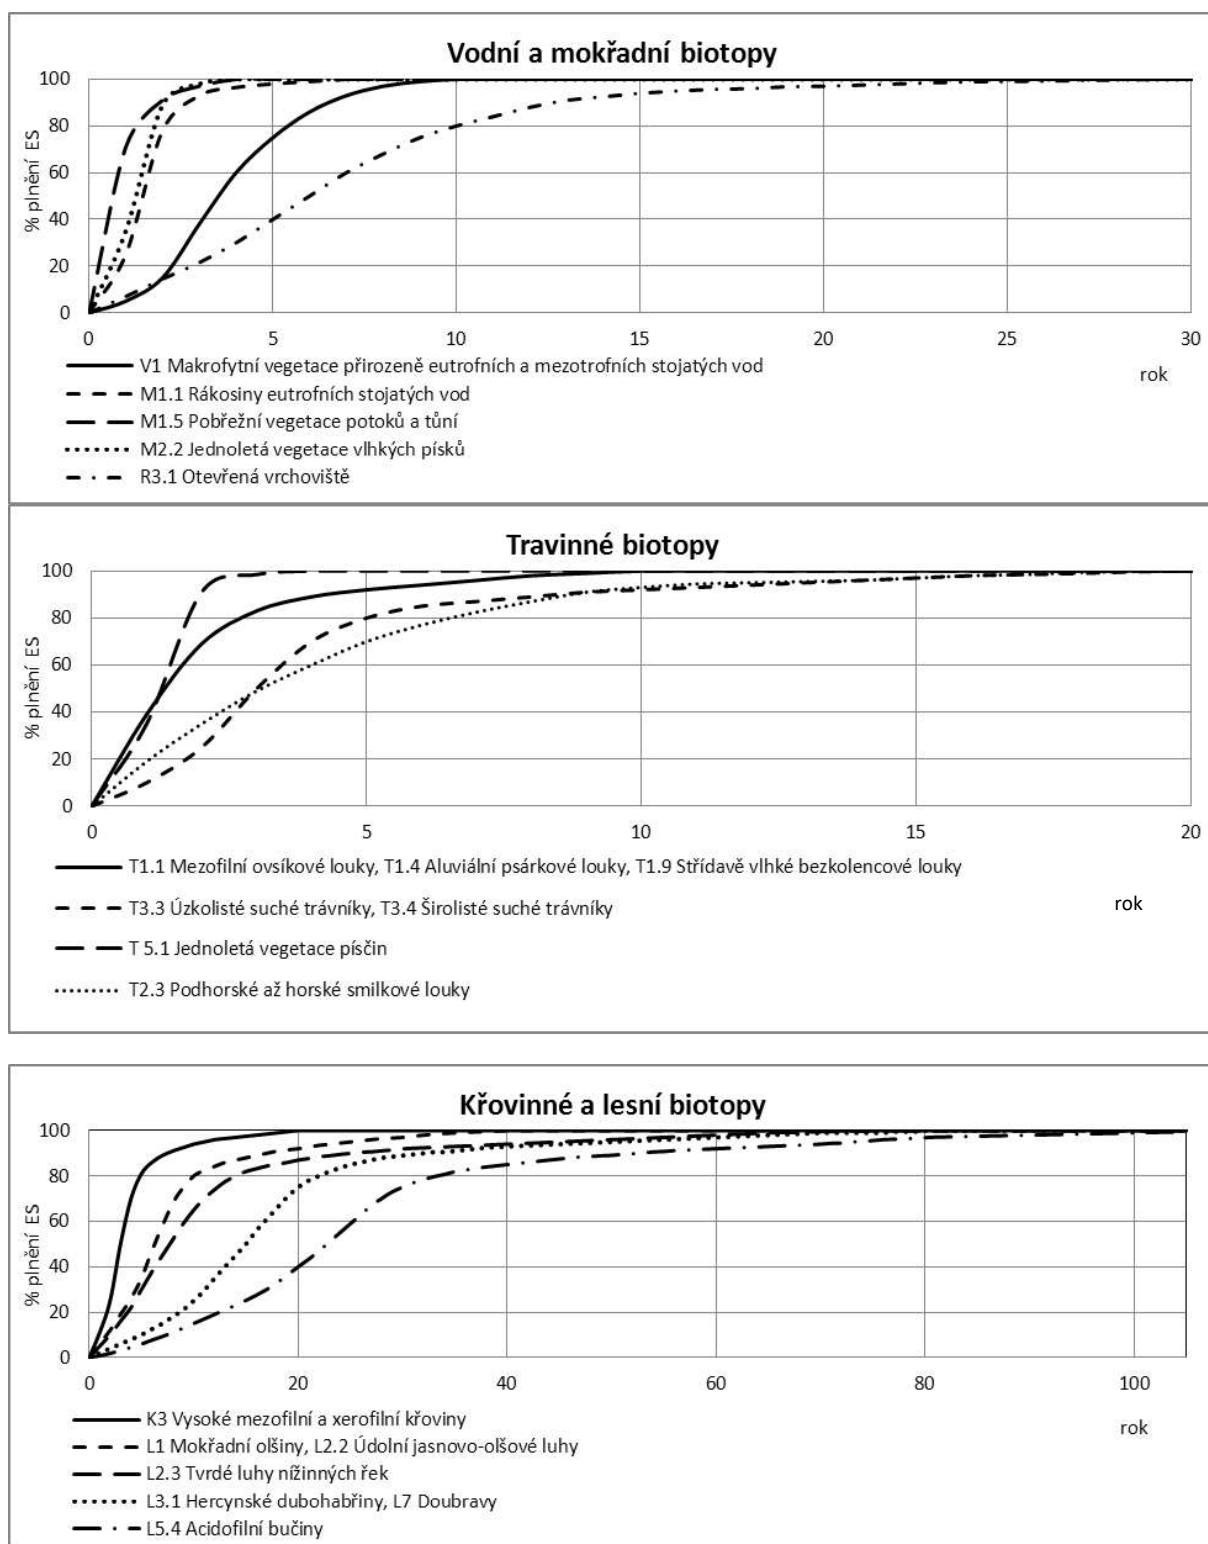 Vodní a mokřadní biotopy
100
80
60
40
20
0
% plnění ES
0 5 10 15 20 25 30
rok
V1 Makrofytní vegetace přirozeně eutrofních a mezotrofních stojatých vod
M1.1 Rákosiny eutrofních stojatých vod
M1.5 Pobřežní vegetace potoků a tůní
M2.2 Jednoletá vegetace vlhkých písků
R3.1 Otevřená vrchoviště
Travinné biotopy
100
80
60
40
20
0
% plnění ES
0 5 10 15 20
T1.1 Mezofilní ovsíkové louky, T1.4 Aluviální psárkové louky, T1.9 Střídavě vlhké bezkolencové louky
T3.3 Úzkolisté suché trávníky, T3.4 Širolisté suché trávníky
rok
T 5.1 Jednoletá vegetace písčin
T2.3 Podhorské až horské smilkové louky
Křovinné a lesní biotopy
100
80
60
40
20
0
% plnění ES
0 20 40 60 80 100
K3 Vysoké mezofilní a xerofilní křoviny
rok
L1 Mokřadní olšiny, L2.2 Údolní jasnovo-olšové luhy
L2.3 Tvrdé luhy nížinných řek
L3.1 Hercynské dubohabřiny, L7 Doubravy
L5.4 Acidofilní bučiny